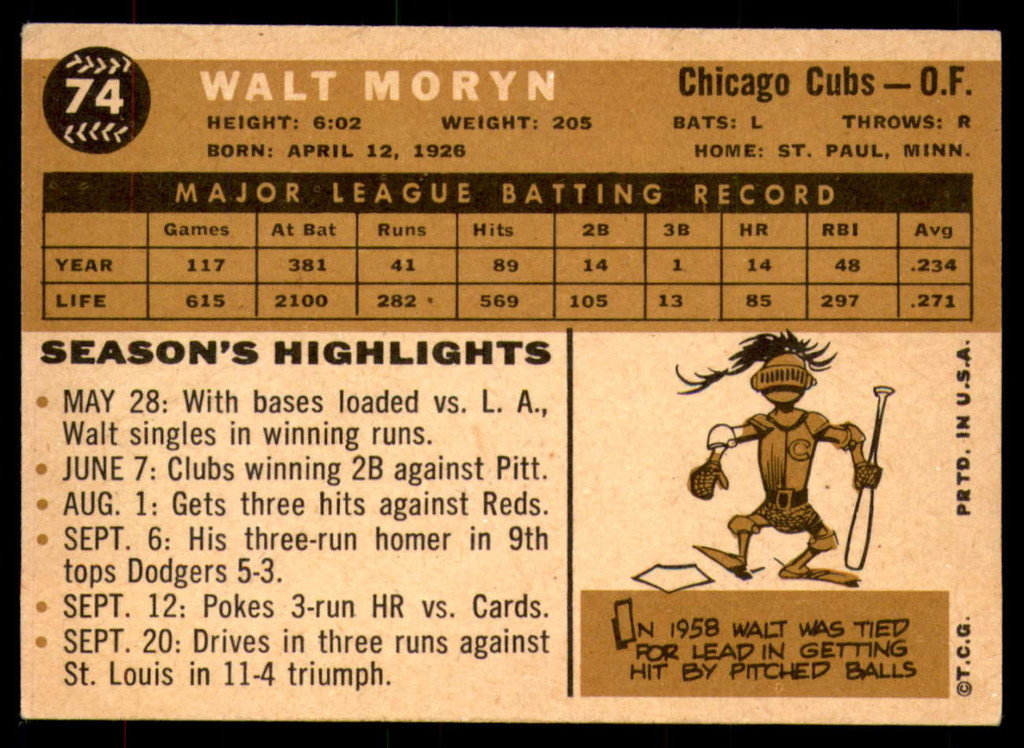 74
WALT MORYN
Chicago Cubs — O.F.
HEIGHT: 6:02 WEIGHT: 205 BATS: L THROWS: R
BORN: APRIL 12, 1926 HOME: ST. PAUL, MINN.
MAJOR LEAGUE BATTING RECORD
Games At Bat Runs Hits 2B 3B HR RBI Avg
YEAR 117 381 41 89 14 1 14 48 .234
LIFE 615 2100 282 569 105 13 85 297 .271
SEASON'S HIGHLIGHTS
• MAY 28: With bases loaded vs. L. A.,
Walt singles in winning runs.
• JUNE 7: Clubs winning 2B against Pitt.
• AUG. 1: Gets three hits against Reds.
• SEPT. 6: His three-run homer in 9th
tops Dodgers 5-3.
• SEPT. 12: Pokes 3-run HR vs. Cards.
• SEPT. 20: Drives in three runs against
St. Louis in 11-4 triumph.
C
IN 1958 WALT WAS TIED
FOR LEAD IN GETTING
HIT BY PITCHED BALLS
©T.C.G. PRTD. IN U.S.A.